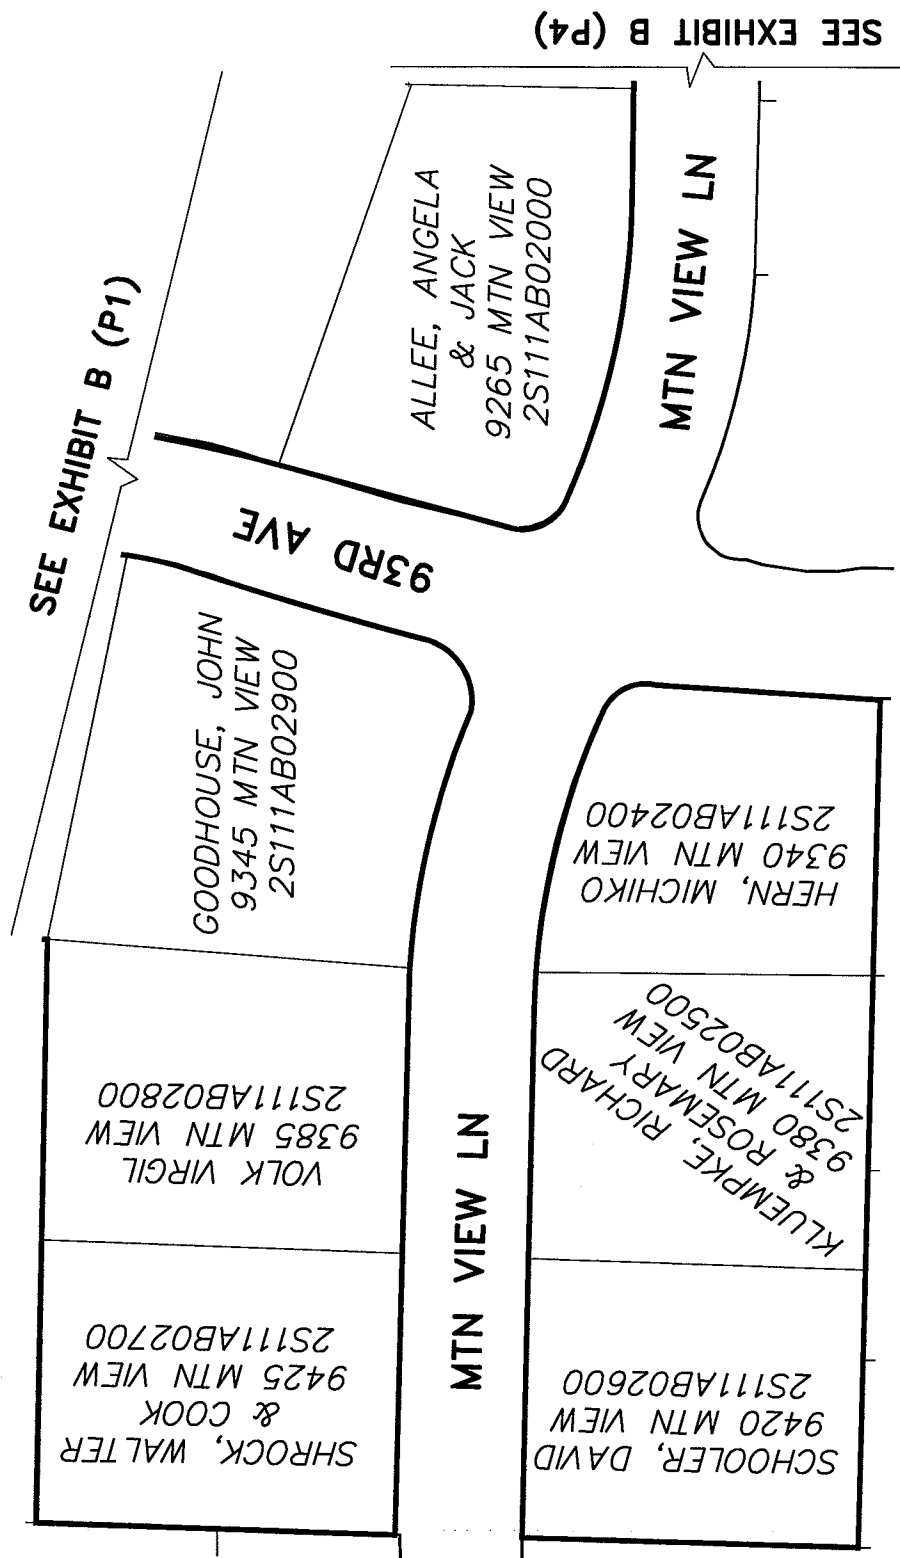 SEE EXHIBIT B (P4)
SEE EXHIBIT B (P1)
ALLEE, ANGELA
& JACK
9265 MTN VIEW
2S111AB02000
MTN VIEW LN
93RD AVE
GOODHOUSE, JOHN
9345 MTN VIEW
2S111AB02900
HERN, MICHIKO
9340 MTN VIEW
2S111AB02400
KLUEMPKE, RICHARD
& ROSEMARY
9380 MTN VIEW
2S111AB02500
VOLK VIRGIL
9385 MTN VIEW
2S111AB02800
MTN VIEW LN
SHROCK, WALTER
& COOK
9425 MTN VIEW
2S111AB02700
SCHOOLER, DAVID
9420 MTN VIEW
2S111AB02600